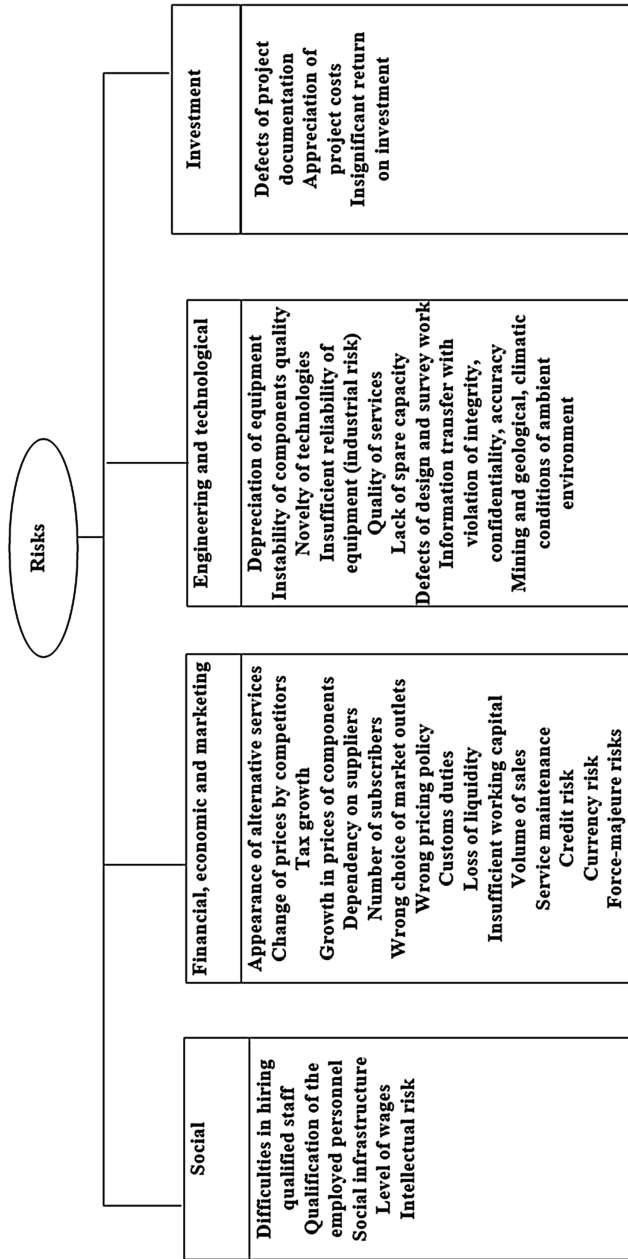 Risks
Social
Difficulties in hiring
qualified staff
Qualification of the
employed personnel
Social infrastructure
Level of wages
Intellectual risk
Financial, economic and marketing
Appearance of alternative services
Change of prices by competitors
Tax growth
Growth in prices of components
Dependency on suppliers
Number of subscribers
Wrong choice of market outlets
Wrong pricing policy
Customs duties
Loss of liquidity
Insufficient working capital
Volume of sales
Service maintenance
Credit risk
Currency risk
Force-majeure risks
Engineering and technological
Depreciation of equipment
Instability of components quality
Novelty of technologies
Insufficient reliability of
equipment (industrial risk)
Quality of services
Lack of spare capacity
Defects of design and survey work
Information transfer with
violation of integrity,
confidentiality, accuracy
Mining and geological, climatic
conditions of ambient
environment
Investment
Defects of project
documentation
Appreciation of
project costs
Insignificant return
on investment